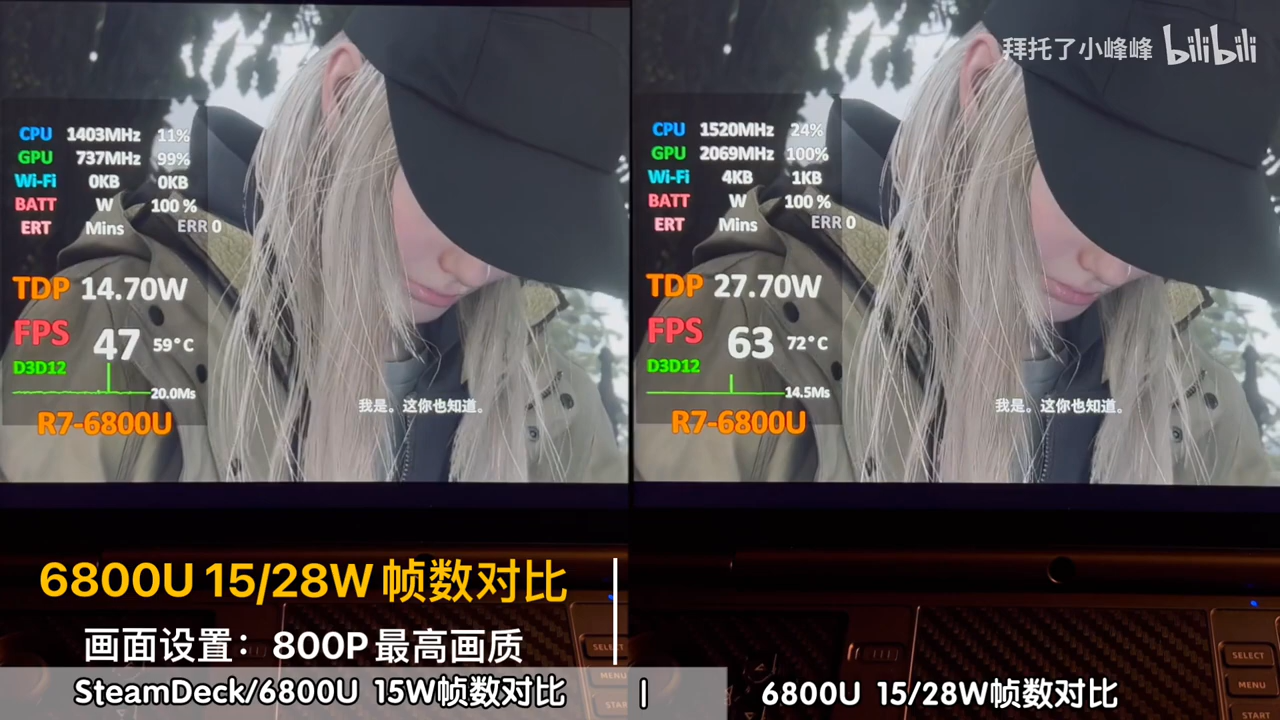 拜托了小峰峰 bilibili
CPU 1403MHz 11%
GPU 737MHz 99%
Wi-Fi 0KB 0KB
BATT W 100 %
ERT Mins ERR 0
TDP 14.70W
FPS 47 59°C
D3D12
20.0Ms
R7-6800U
我是。这你也知道。
CPU 1520MHz 24%
GPU 2069MHz 100%
Wi-Fi 4KB 1KB
BATT W 100 %
ERT Mins ERR 0
TDP 27.70W
FPS 63 72°C
D3D12
14.5Ms
R7-6800U
我是。这你也知道。
6800U 15/28W 帧数对比
画面设置：800P 最高画质
SELECT
MENU
START
SteamDeck/6800U 15W帧数对比 | 6800U 15/28W帧数对比